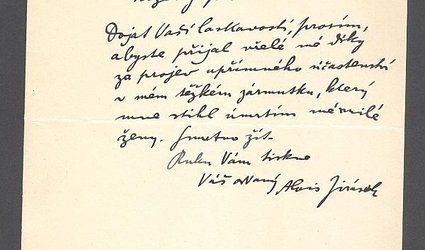 Dojat Vaší laskavostí, prosím,
abyste přijal vřelé mé díky
za projev upřímného účastenství
v mém těžkém zármutku, který
mne stihl úmrtím mé milé
ženy. Smutno žít.
Ruku Vám tiskne
Váš oddaný Alois Jirásek